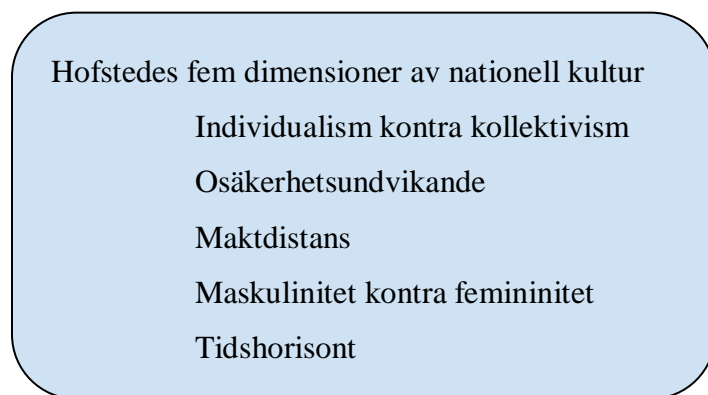 Hofstedes fem dimensioner av nationell kultur
Individualism kontra kollektivism
Osäkerhetsundvikande
Maktdistans
Maskulinitet kontra femininitet
Tidshorisont